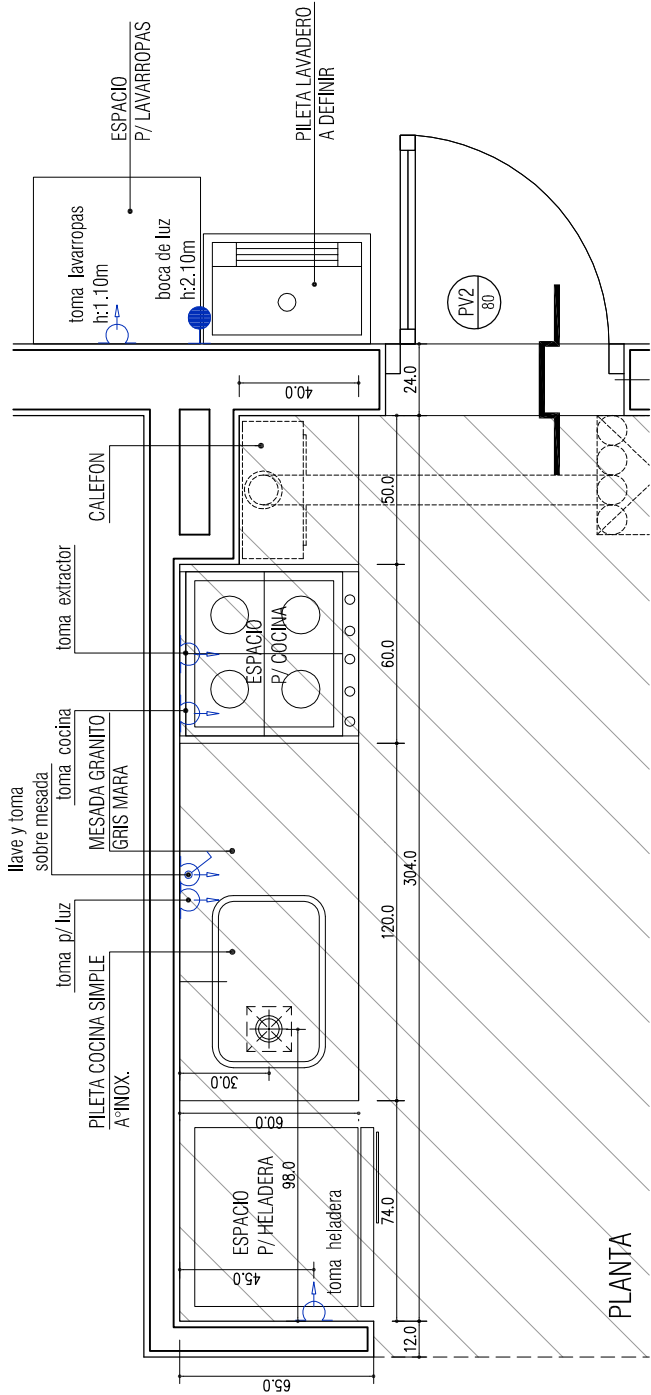 ESPACIO
P/ LAVARROPAS
PILETA LAVADERO
A DEFINIR
toma lavarropas
h:1.10m
boca de luz
h:2.10m
PV2
80
CALEFON
toma extractor
toma cocina
MESADA GRANITO
GRIS MARA
llave y toma
sobre mesada
toma p/ luz
PILETA COCINA SIMPLE
A°INOX.
ESPACIO
P/ COCINA
ESPACIO
P/ HELADERA
toma heladera
40.0
24.0
50.0
60.0
304.0
120.0
30.0
60.0
98.0
74.0
45.0
12.0
65.0
PLANTA